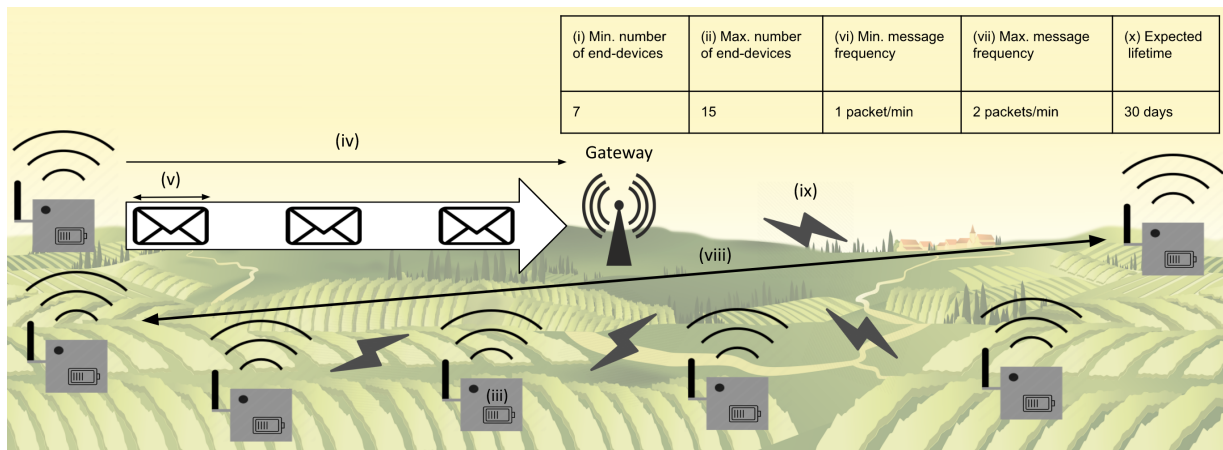 (i) Min. number
of end-devices
(ii) Max. number
of end-devices
(vi) Min. message
frequency
(vii) Max. message
frequency
(x) Expected
lifetime
7
15
1 packet/min
2 packets/min
30 days
(iv)
Gateway
(v)
(ix)
(viii)
(iii)